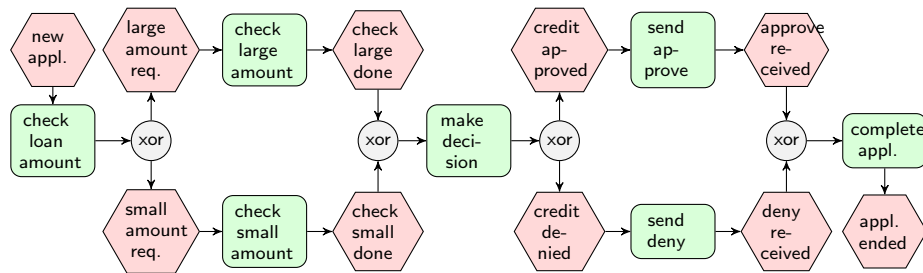 new
appl.
check
loan
amount
xor
large
amount
req.
check
large
amount
check
large
done
small
amount
req.
check
small
amount
check
small
done
xor
make
deci-
sion
xor
credit
ap-
proved
send
ap-
prove
approve
re-
ceived
credit
de-
nied
send
deny
deny
re-
ceived
xor
complete
appl.
appl.
ended